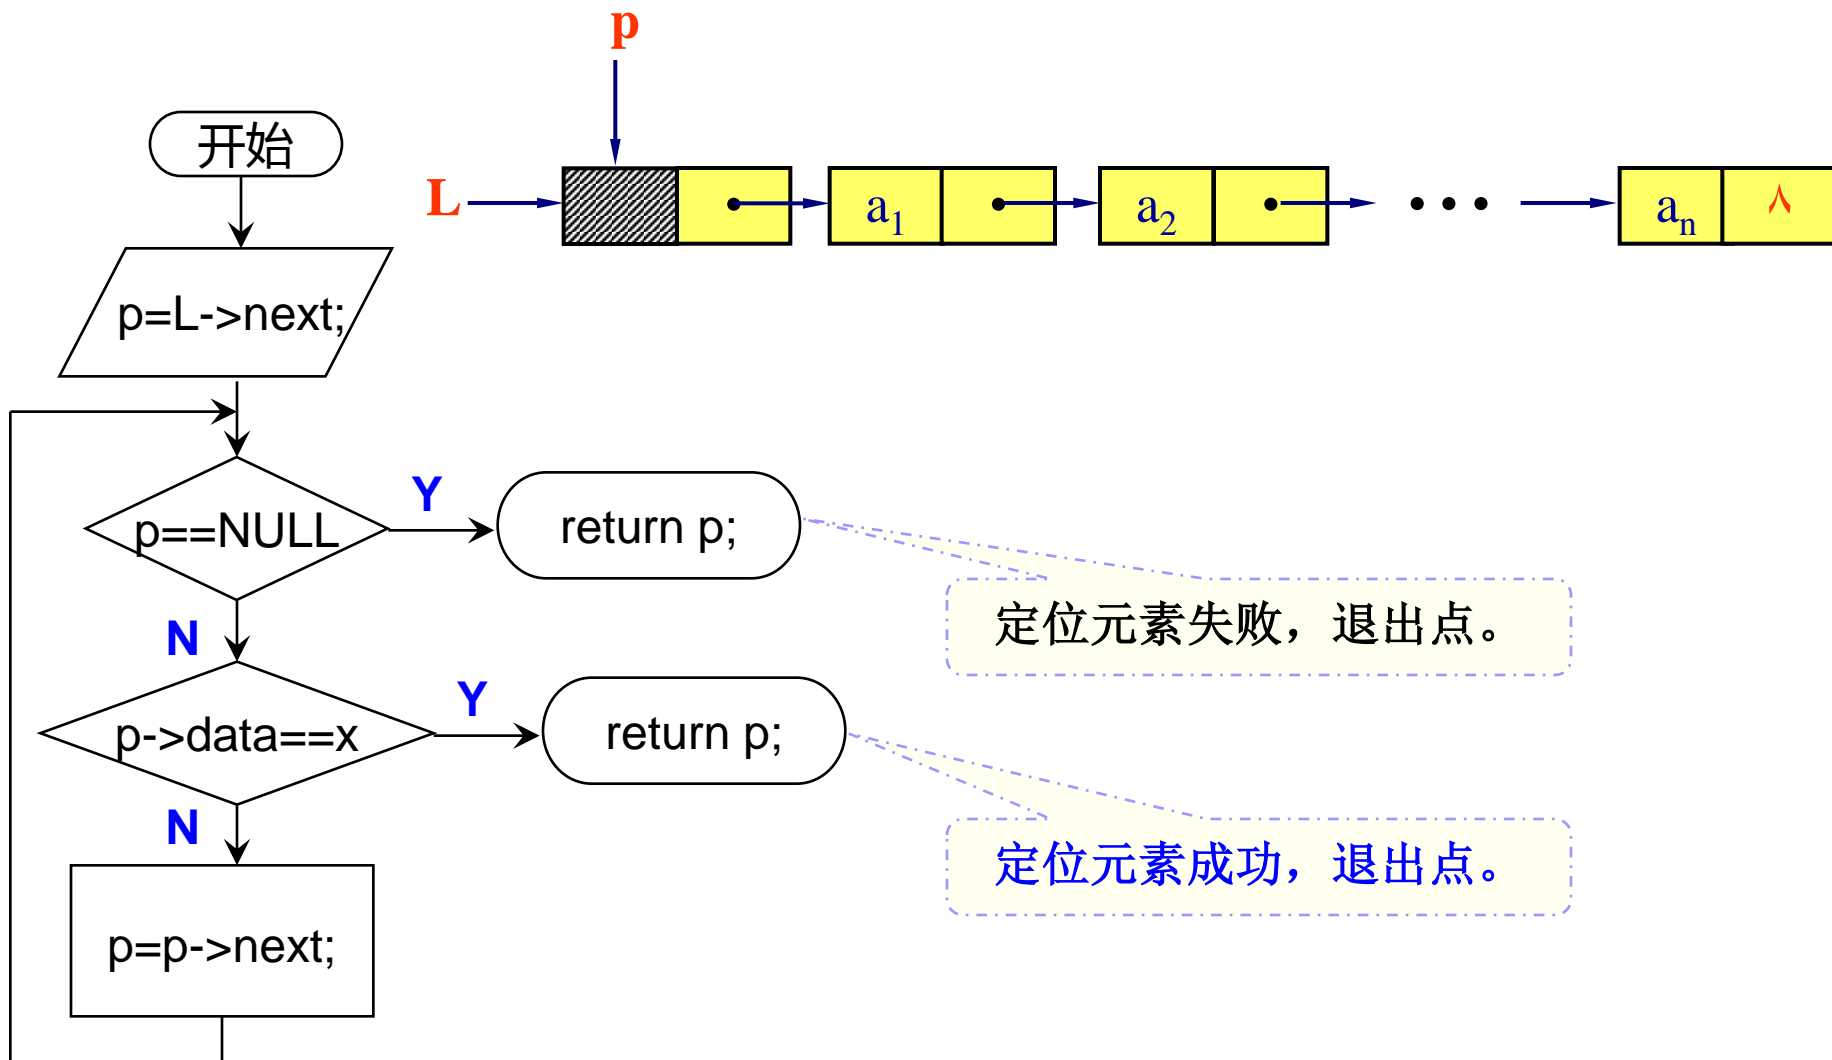 p
开始
L
a1
a2
• • •
an
∧
p=L->next;
p==NULL
Y
return p;
定位元素失败，退出点。
N
p->data==x
Y
return p;
定位元素成功，退出点。
N
p=p->next;